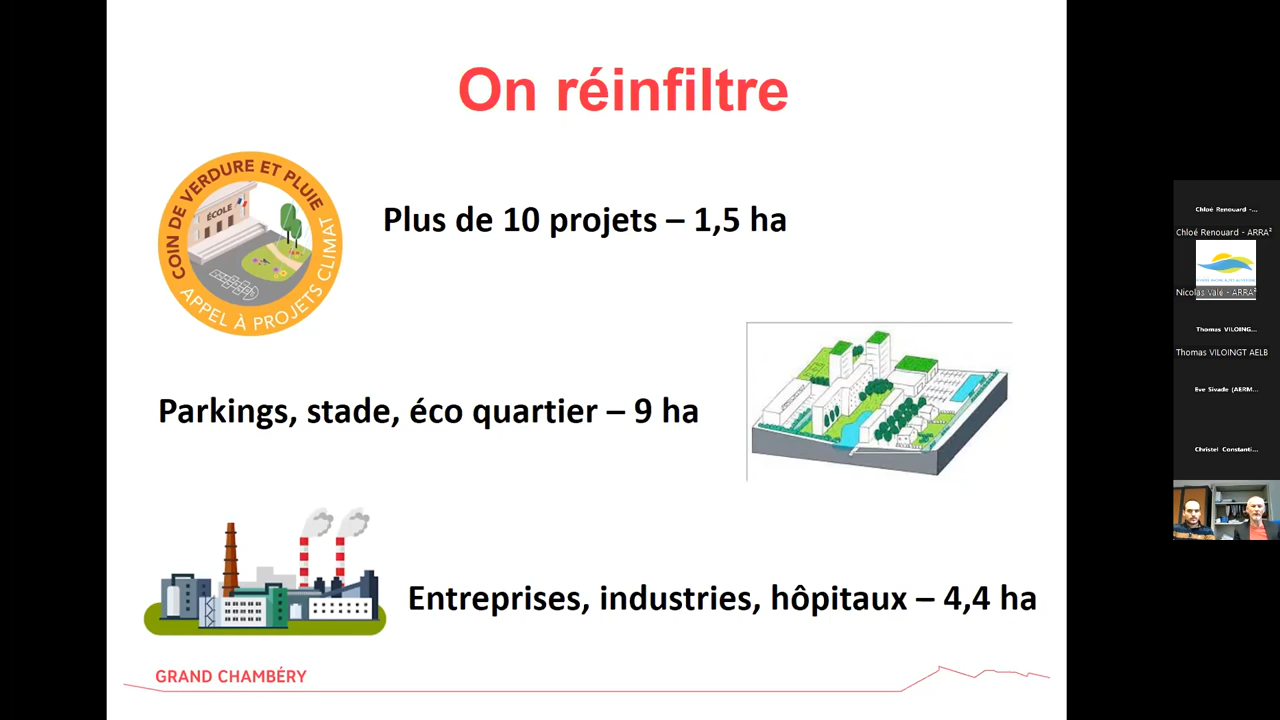 On réinfiltre
COIN DE VERDURE ET PLUIE
ÉCOLE
APPEL À PROJETS CLIMAT
Plus de 10 projets – 1,5 ha
Parkings, stade, éco quartier – 9 ha
Entreprises, industries, hôpitaux – 4,4 ha
GRAND CHAMBÉRY
Chloé Renouard -...
Chloé Renouard - ARRA²
Nicolas Valé - ARRA²
Thomas VILOING...
Thomas VILOINGT AELB
Eve Sivade (AERM...
Christel Constanti...